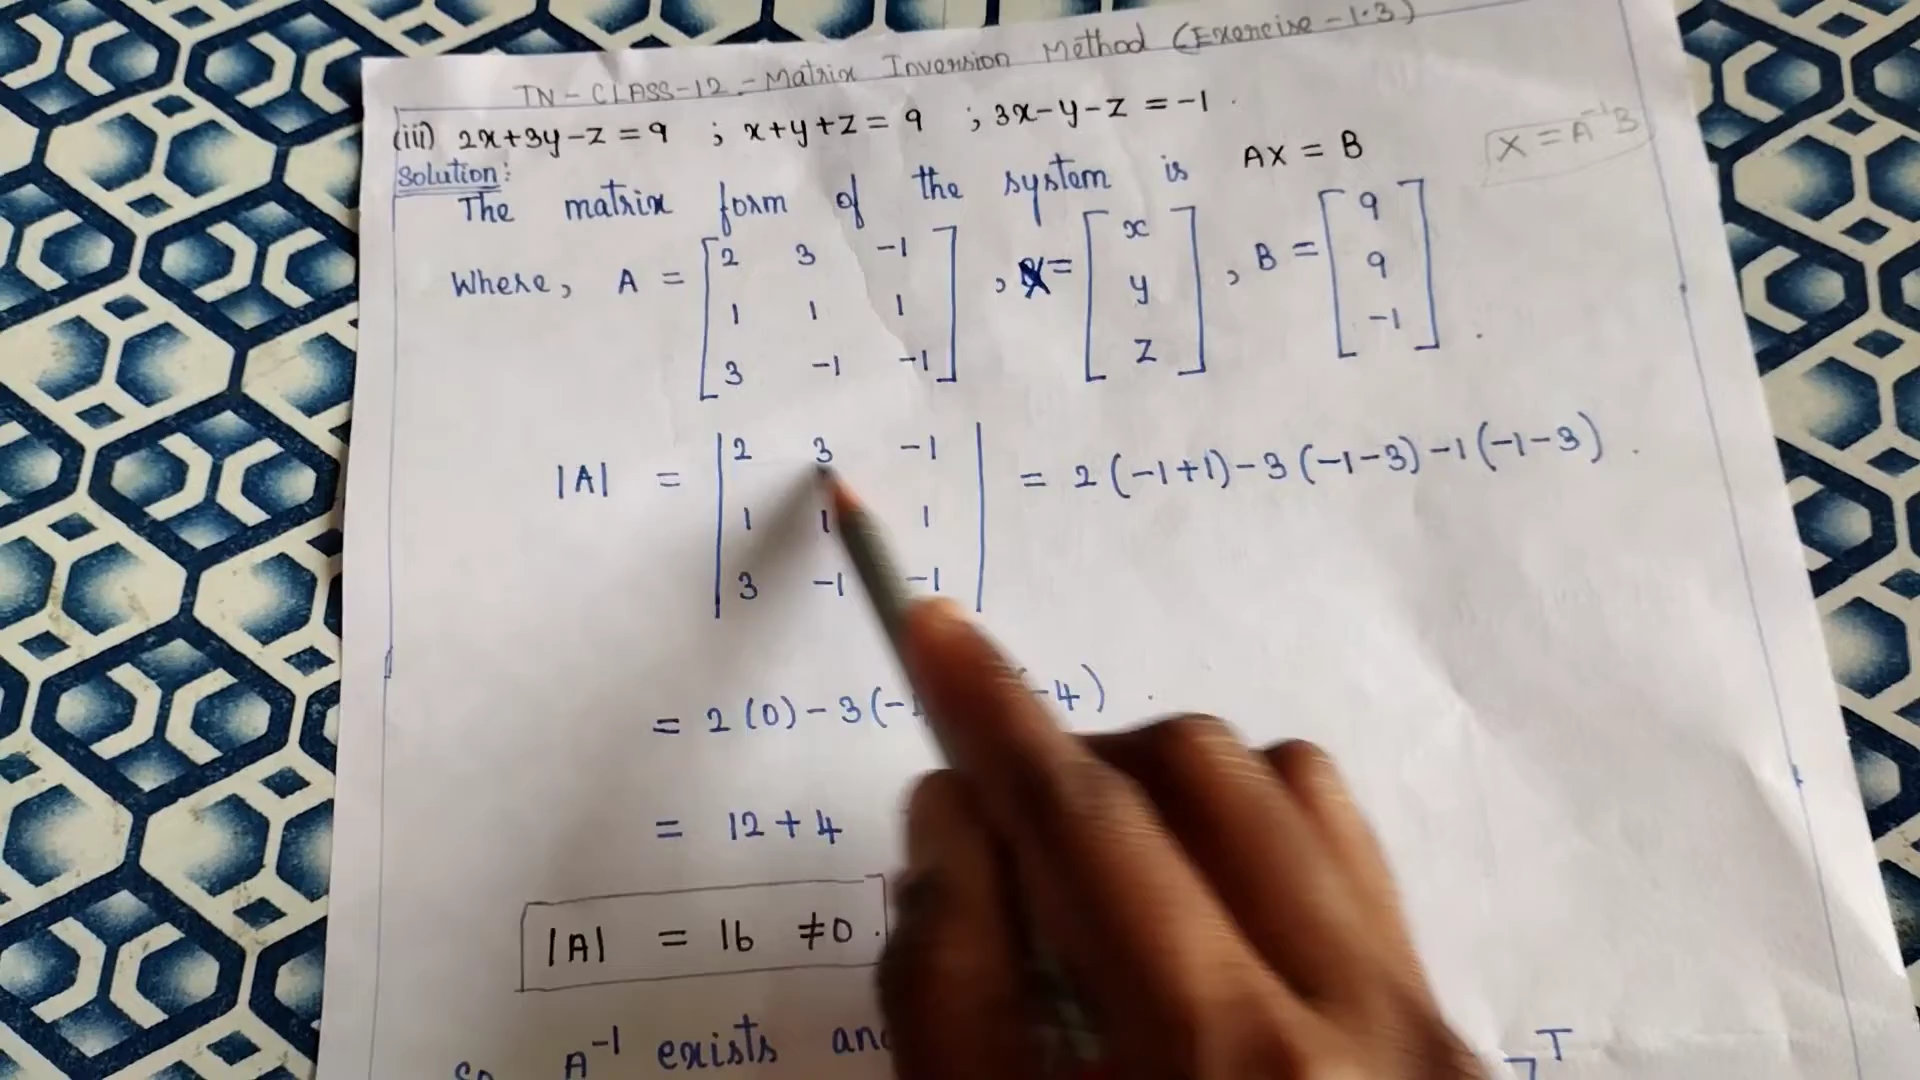 TN - CLASS-12 - Matrix Inversion Method (Exercise - 1.3)
(iii) 2x+3y-z = 9 ; x+y+z = 9 ; 3x-y-z = -1
Solution:
The matrix form of the system is AX = B
X = A⁻¹B
Where, A = [2 3 -1
1 1 1
3 -1 -1] , X = [x
y
z] , B = [9
9
-1] .
|A| = |2 3 -1
1 1 1
3 -1 -1| = 2(-1+1)-3(-1-3)-1(-1-3) .
= 2(0)-3(- -4) .
= 12+4
|A| = 16 ≠0 .
So A⁻¹ exists
]ᵀ